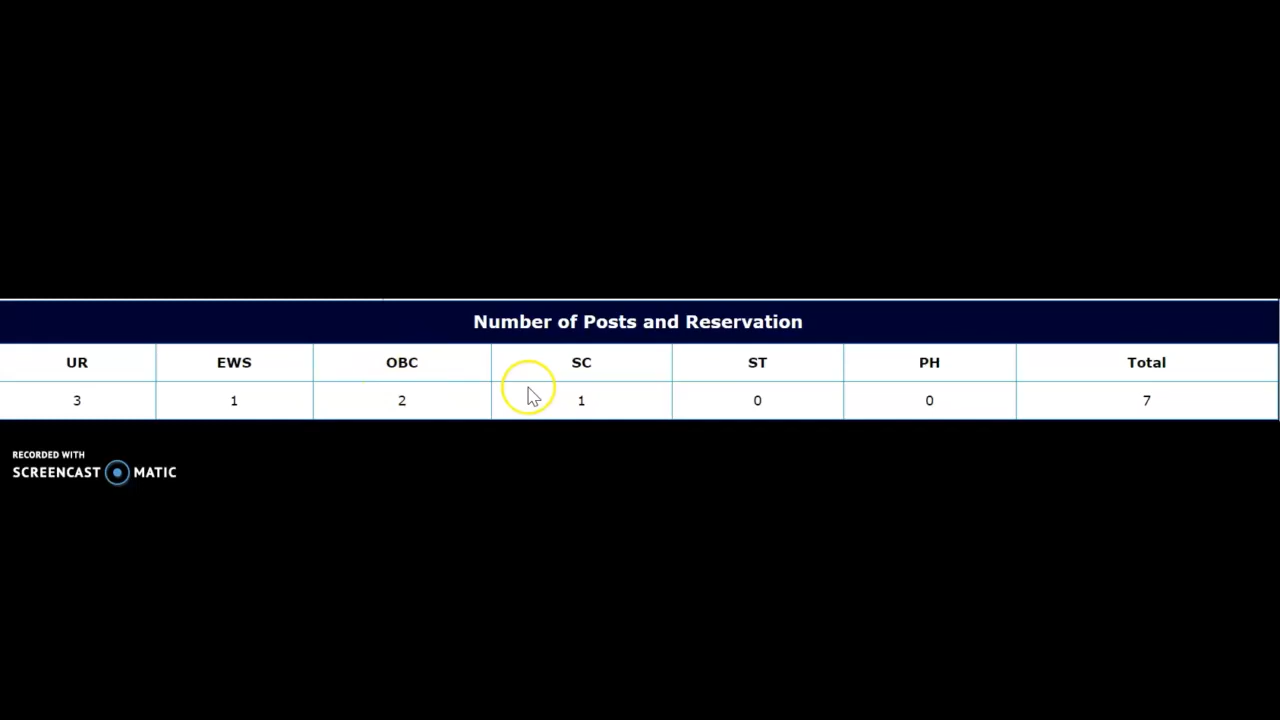 Number of Posts and Reservation
UR EWS OBC SC ST PH Total
3 1 2 1 0 0 7
RECORDED WITH
SCREENCAST MATIC